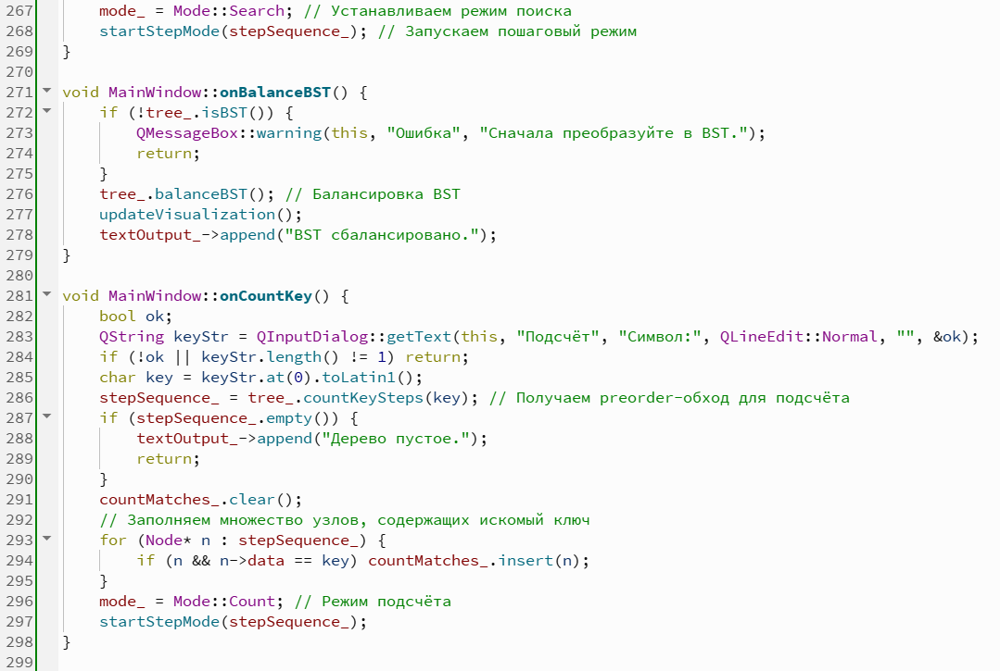 267 mode_ = Mode::Search; // Устанавливаем режим поиска
268 startStepMode(stepSequence_); // Запускаем пошаговый режим
269 }
270
271 void MainWindow::onBalanceBST() {
272 if (!tree_.isBST()) {
273 QMessageBox::warning(this, "Ошибка", "Сначала преобразуйте в BST.");
274 return;
275 }
276 tree_.balanceBST(); // Балансировка BST
277 updateVisualization();
278 textOutput_->append("BST сбалансировано.");
279 }
280
281 void MainWindow::onCountKey() {
282 bool ok;
283 QString keyStr = QInputDialog::getText(this, "Подсчёт", "Символ:", QLineEdit::Normal, "", &ok);
284 if (!ok || keyStr.length() != 1) return;
285 char key = keyStr.at(0).toLatin1();
286 stepSequence_ = tree_.countKeySteps(key); // Получаем preorder-обход для подсчёта
287 if (stepSequence_.empty()) {
288 textOutput_->append("Дерево пустое.");
289 return;
290 }
291 countMatches_.clear();
292 // Заполняем множество узлов, содержащих искомый ключ
293 for (Node* n : stepSequence_) {
294 if (n && n->data == key) countMatches_.insert(n);
295 }
296 mode_ = Mode::Count; // Режим подсчёта
297 startStepMode(stepSequence_);
298 }
299